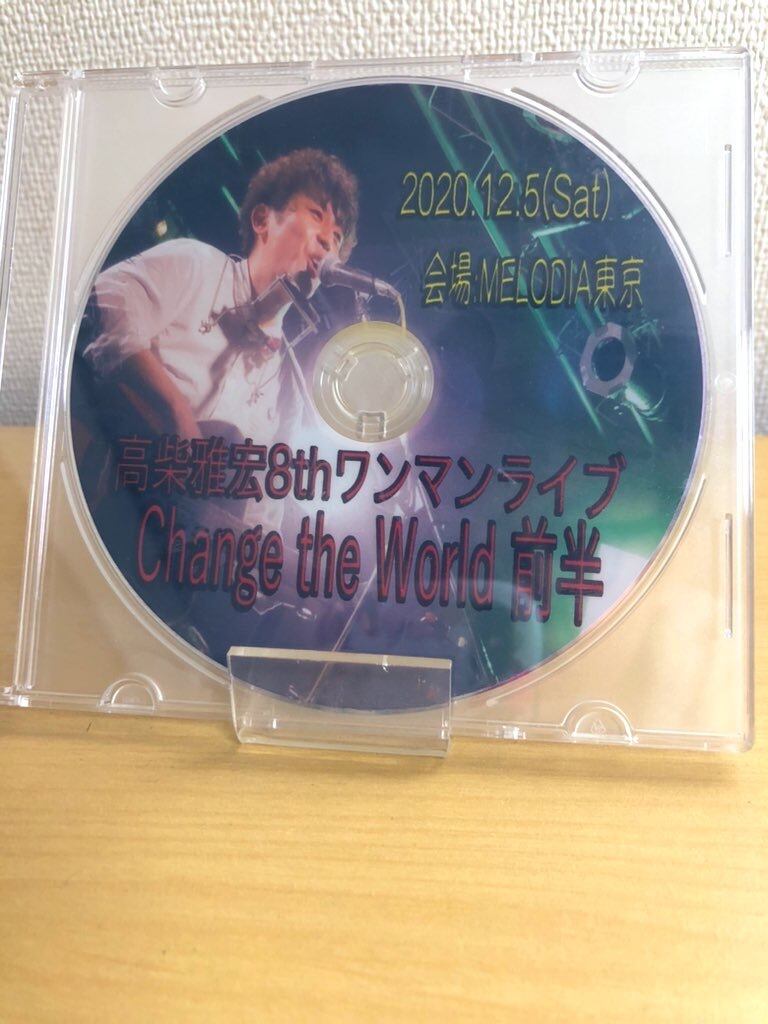 2020.12.5(Sat)
会場:MELODIA東京
高柴雅宏8thワンマンライブ
Change the World 前半